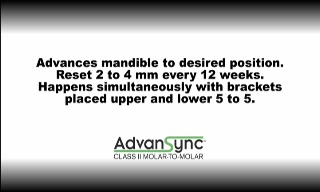 Advances mandible to desired position.
Reset 2 to 4 mm every 12 weeks.
Happens simultaneously with brackets
placed upper and lower 5 to 5.
AdvanSync
CLASS II MOLAR-TO-MOLAR